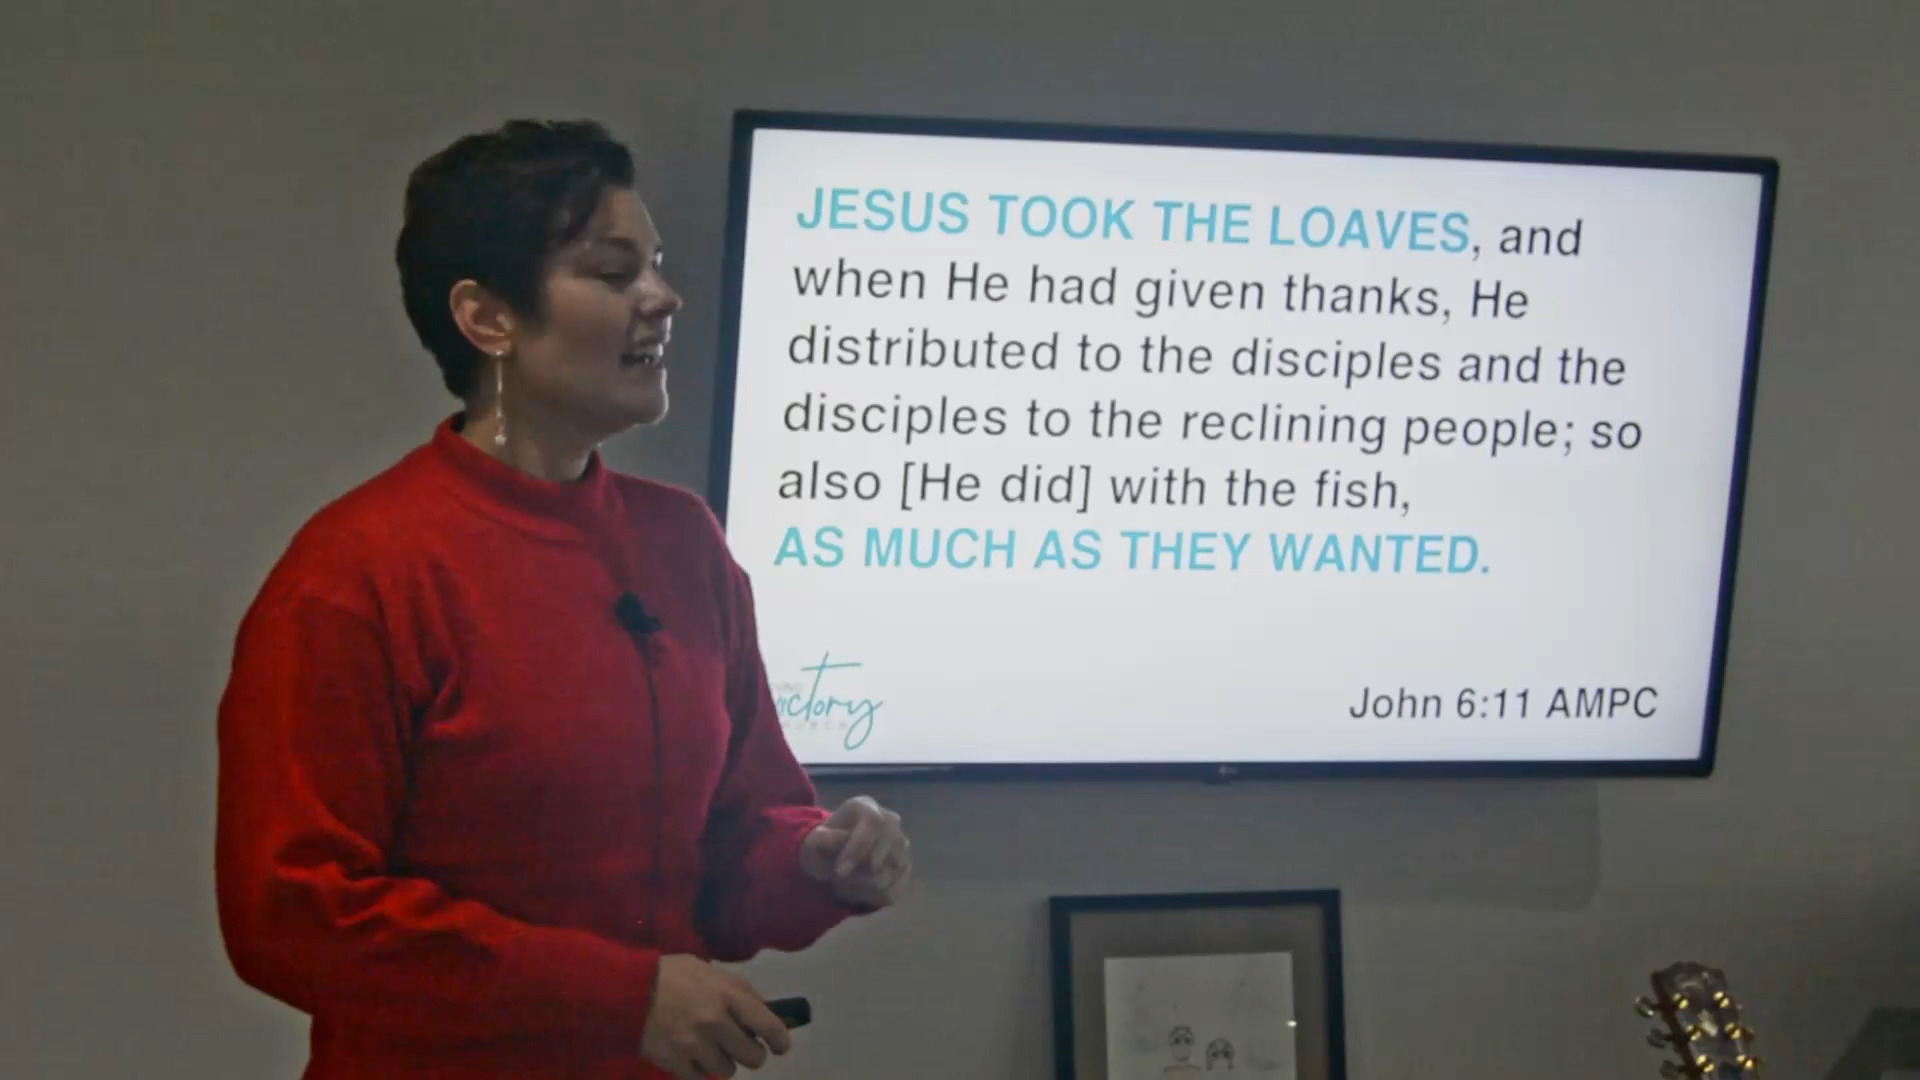 JESUS TOOK THE LOAVES, and
when He had given thanks, He
distributed to the disciples and the
disciples to the reclining people; so
also [He did] with the fish,
AS MUCH AS THEY WANTED.
John 6:11 AMPC